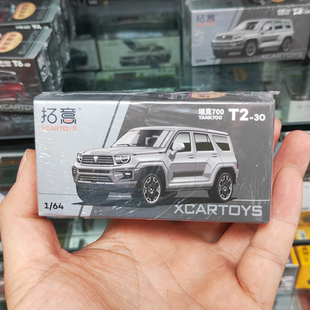 拓意
XCARTOYS
坦克700
TANK700
T2-30
1/64
XCARTOYS